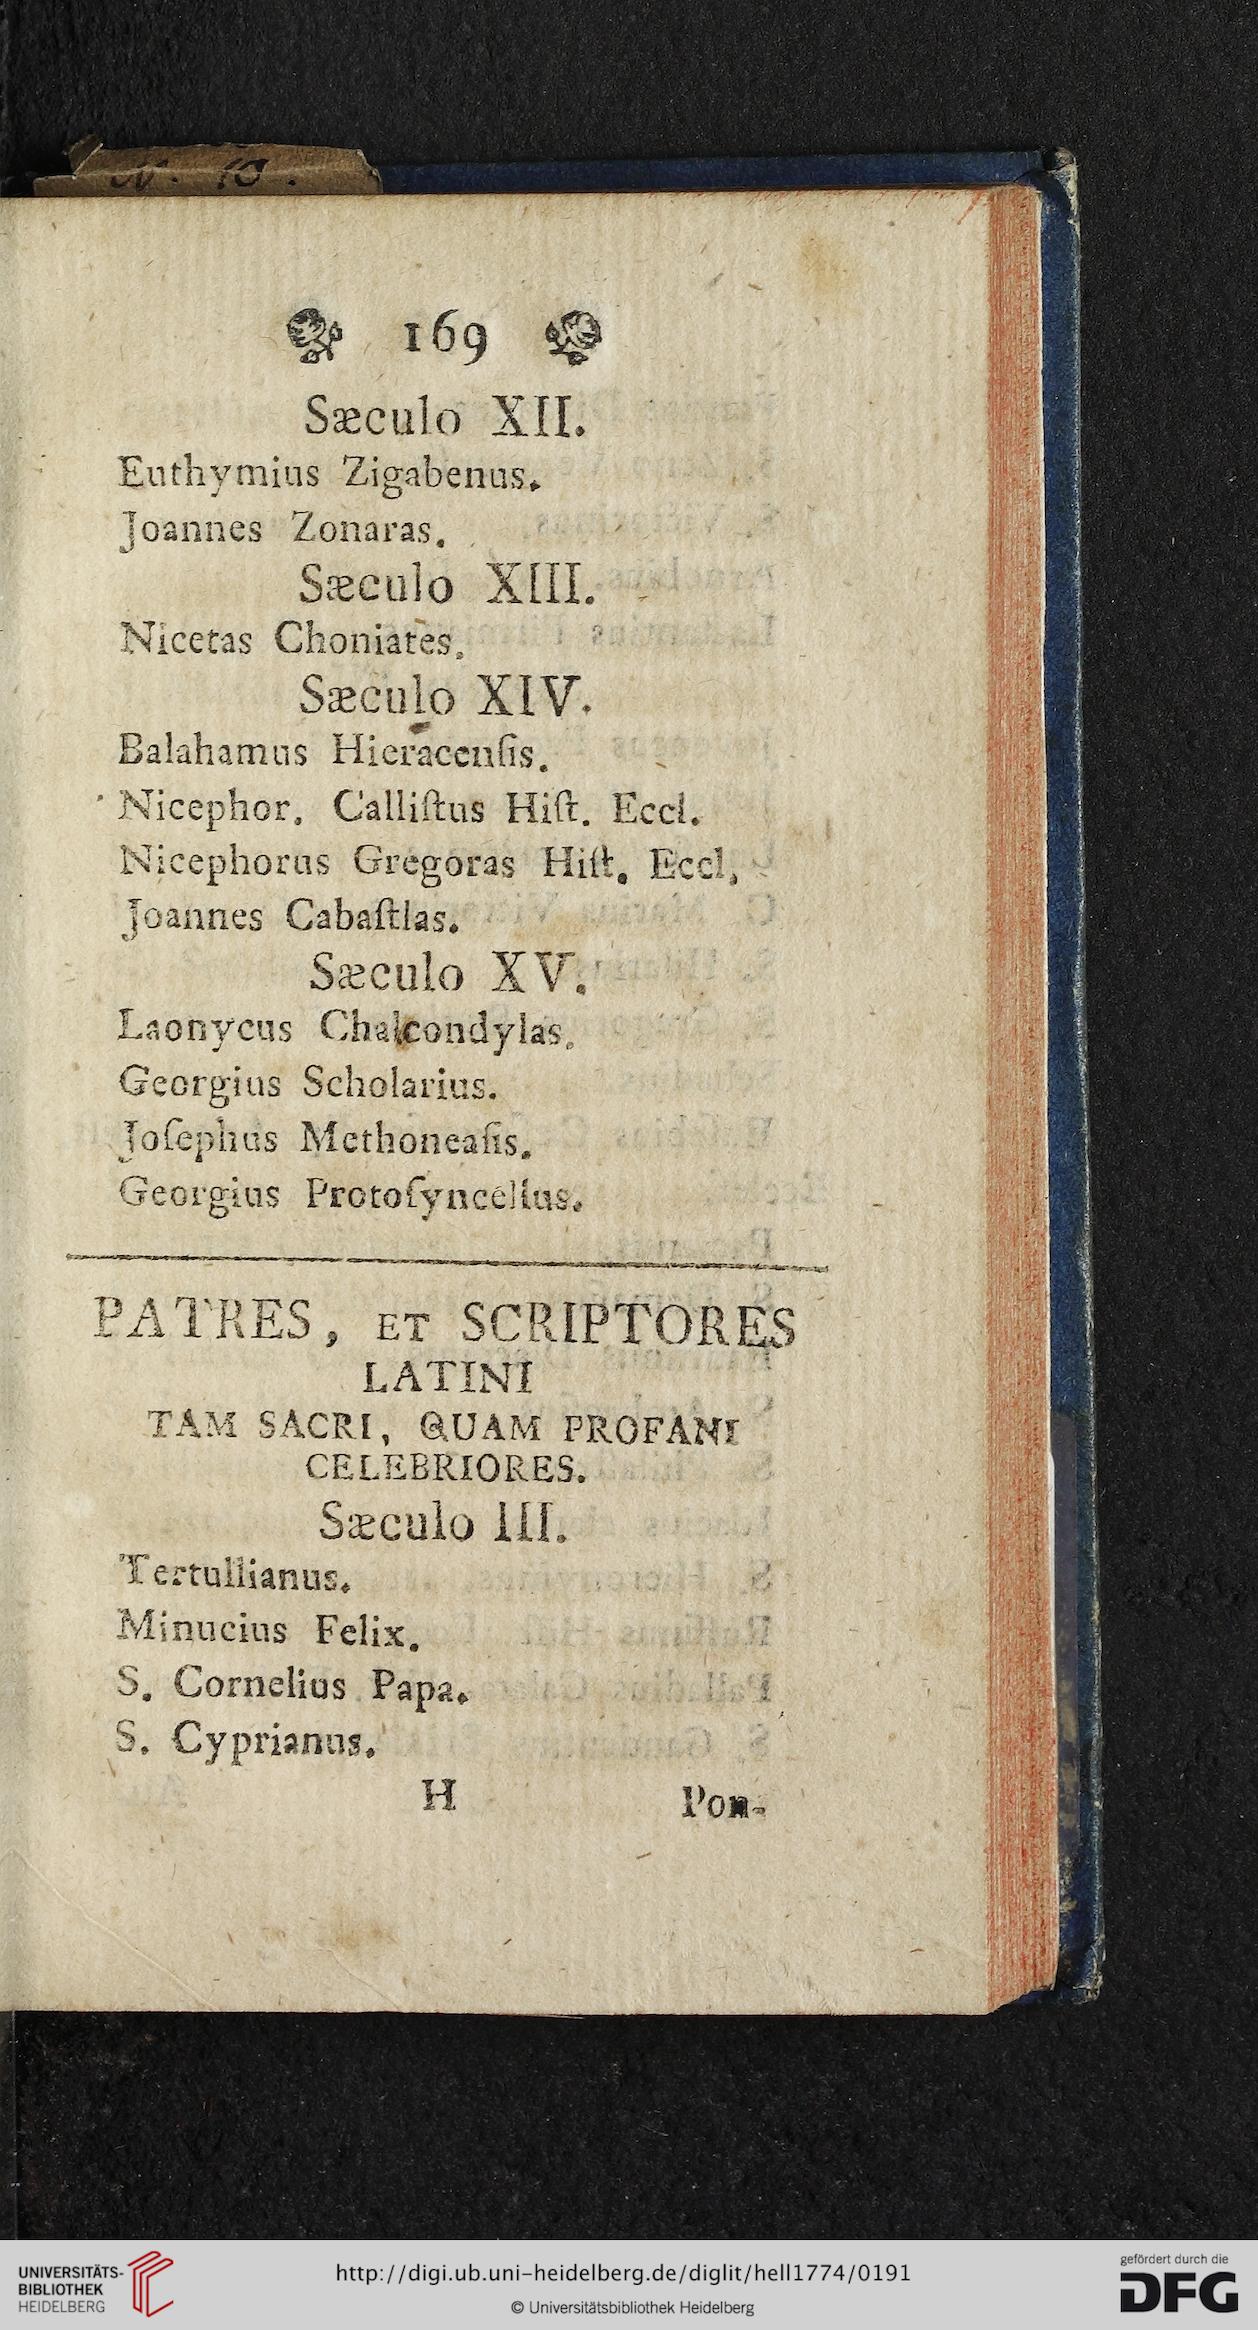 N. 10.
169
Sæculo XII.
Euthymius Zigabenus.
Joannes Zonaras.
Sæculo XIII.
Nicetas Choniates.
Sæculo XIV.
Balahamus Hieracenſis.
Nicephor. Calliſtus Hiſt. Eccl.
Nicephorus Gregoras Hiſt. Eccl.
Joannes Cabaſtlas.
Sæculo XV.
Laonycus Chalcondylas.
Georgius Scholarius.
Joſephus Methoneaſis.
Georgius Protoſyncellus.
PATRES, ET SCRIPTORES
LATINI
TAM SACRI, QUAM PROFANI
CELEBRIORES.
Sæculo III.
Tertullianus.
Minucius Felix.
S. Cornelius Papa.
S. Cyprianus.
H Pon-
UNIVERSITÄTS-
BIBLIOTHEK
HEIDELBERG
http://digi.ub.uni-heidelberg.de/diglit/hell1774/0191
© Universitätsbibliothek Heidelberg
gefördert durch die
DFG